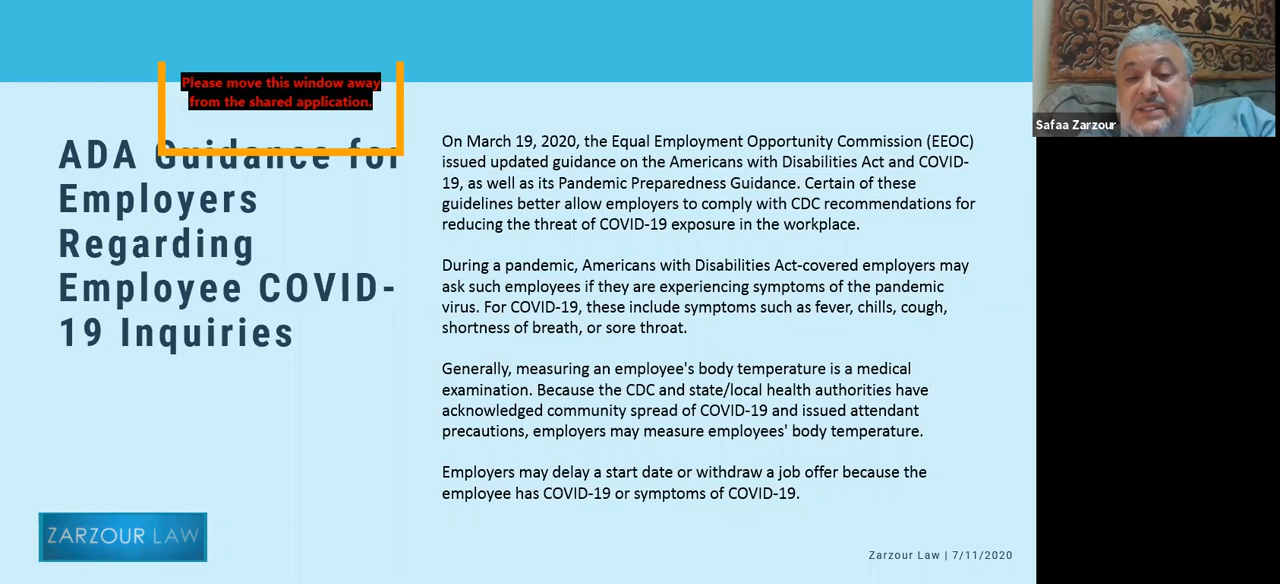 Please move this window away
from the shared application.
Safaa Zarzour
ADA Guidance for
Employers
Regarding
Employee COVID-
19 Inquiries
On March 19, 2020, the Equal Employment Opportunity Commission (EEOC)
issued updated guidance on the Americans with Disabilities Act and COVID-
19, as well as its Pandemic Preparedness Guidance. Certain of these
guidelines better allow employers to comply with CDC recommendations for
reducing the threat of COVID-19 exposure in the workplace.
During a pandemic, Americans with Disabilities Act-covered employers may
ask such employees if they are experiencing symptoms of the pandemic
virus. For COVID-19, these include symptoms such as fever, chills, cough,
shortness of breath, or sore throat.
Generally, measuring an employee's body temperature is a medical
examination. Because the CDC and state/local health authorities have
acknowledged community spread of COVID-19 and issued attendant
precautions, employers may measure employees' body temperature.
Employers may delay a start date or withdraw a job offer because the
employee has COVID-19 or symptoms of COVID-19.
ZARZOUR LAW
Zarzour Law | 7/11/2020